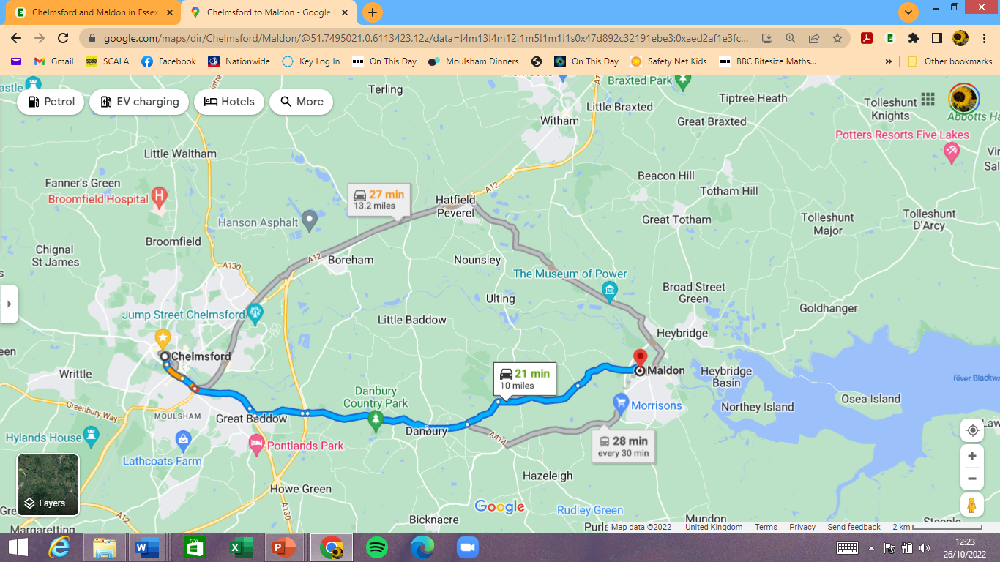 Chelmsford and Maldon in Essex
Chelmsford to Maldon - Google
google.com/maps/dir/Chelmsford/Maldon/@51.7495021,0.6113423,12z/data=!4m13!4m12!1m5!1m1!1s0x47d892c32191ebe3:0xaed2af1e3fc...
Gmail
SCALA
Facebook
Nationwide
Key Log In
On This Day
Moulsham Dinners
On This Day
Safety Net Kids
BBC Bitesize Maths...
»
Other bookmarks
Petrol
EV charging
Hotels
More
Terling
Braxted Park
Little Braxted
Tiptree Heath
Tolleshunt
Knights
Abbotts Ha
Witham
Great Braxted
Potters Resorts Five Lakes
Little Waltham
Fanner's Green
Broomfield Hospital
27 min
13.2 miles
Hatfield
Peverel
A12
Beacon Hill
Totham Hill
Hanson Asphalt
Great Totham
Tolleshunt
Major
Tolleshunt
D'Arcy
Broomfield
Chignal
St James
A130
A12
Boreham
Nounsley
The Museum of Power
Broad Street
Green
Ulting
Goldhanger
Jump Street Chelmsford
Little Baddow
Heybridge
Chelmsford
Writtle
21 min
10 miles
Maldon
Heybridge
Basin
River Blackwa
Danbury
Country Park
Morrisons
Northey Island
Osea Island
Greenbury Way
MOULSHAM
Great Baddow
Danbury
A414
28 min
every 30 min
Hylands House
Lathcoats Farm
Pontlands Park
Hazeleigh
Howe Green
Layers
A12
A130
Google
Rudley Green
Bicknacre
Mundon
Steeple
Margaretting
Purle
Map data ©2022
United Kingdom
Terms
Privacy
Send feedback
2 km
12:23
26/10/2022